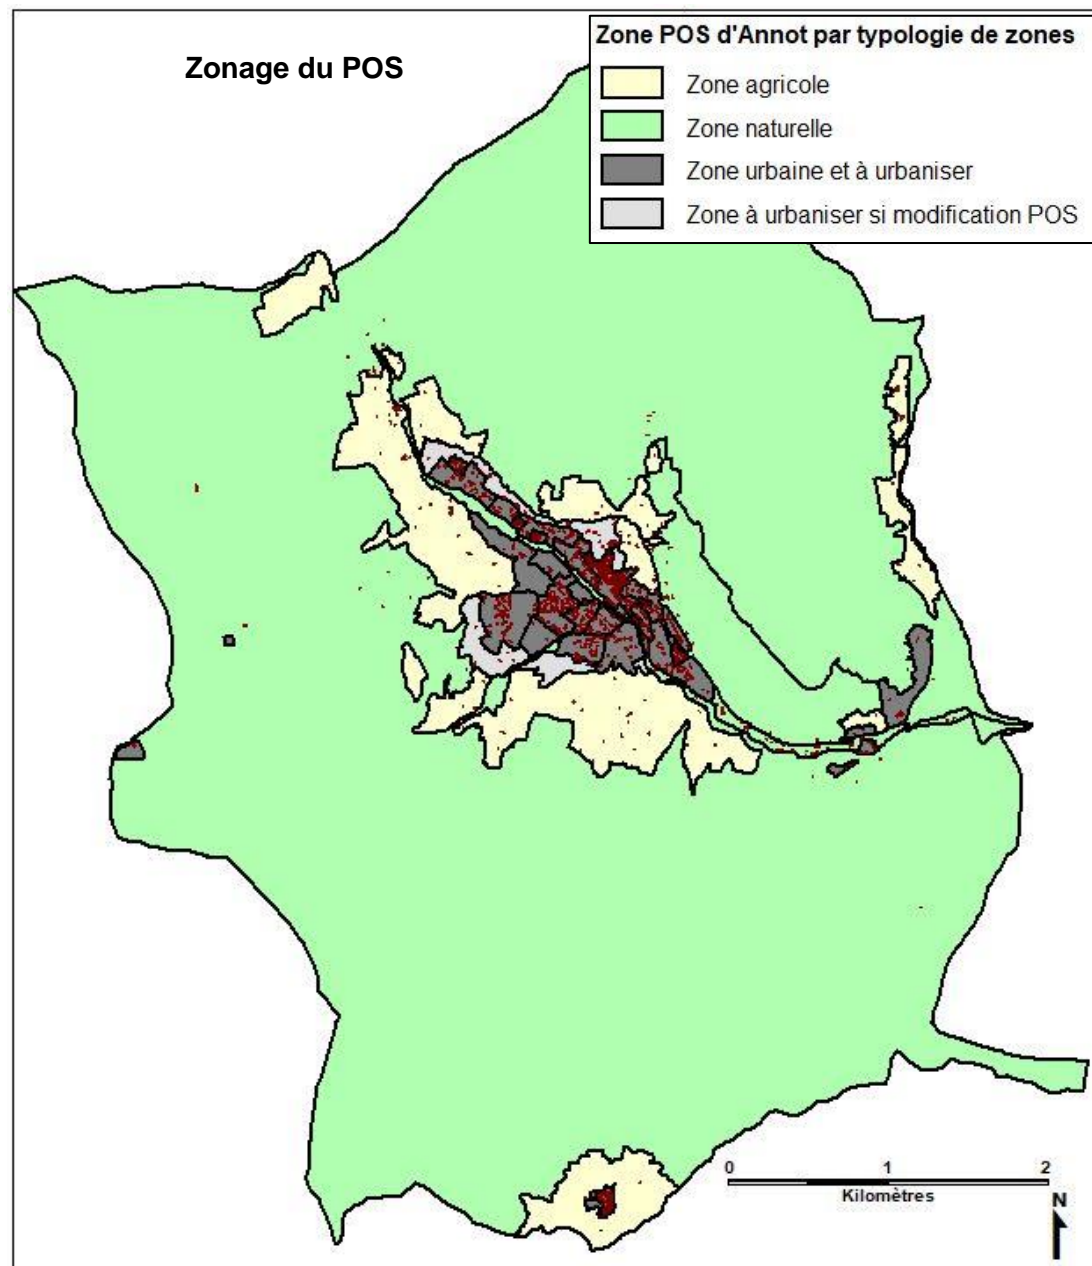 Zonage du POS
Zone POS d'Annot par typologie de zones
Zone agricole
Zone naturelle
Zone urbaine et à urbaniser
Zone à urbaniser si modification POS
0 1 2
Kilomètres
N